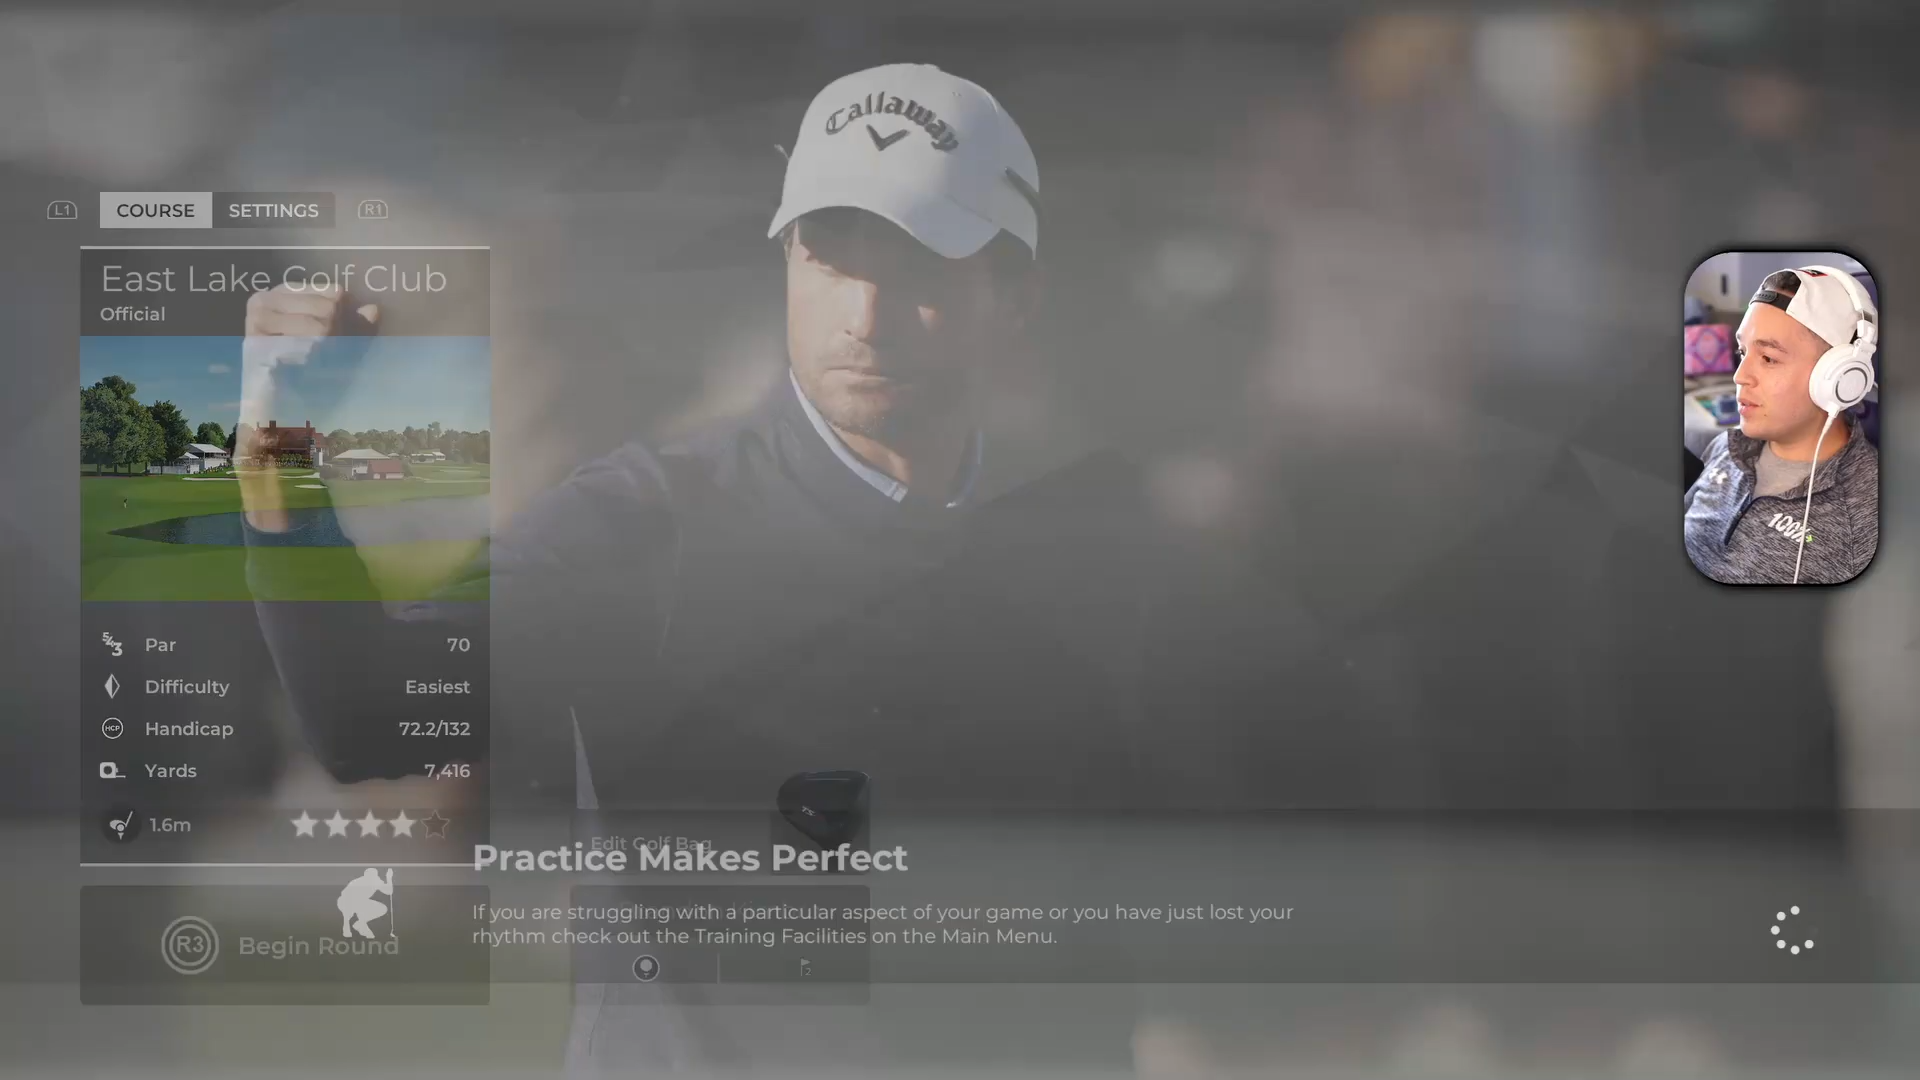 Callaway
L1
COURSE
SETTINGS
R1
East Lake Golf Club
Official
Par
70
Difficulty
Easiest
HCP
Handicap
72.2/132
Yards
7,416
1.6m
Edit Golf Bag
Practice Makes Perfect
If you are struggling with a particular aspect of your game or you have just lost your
rhythm check out the Training Facilities on the Main Menu.
R3
Begin Round
2
100%